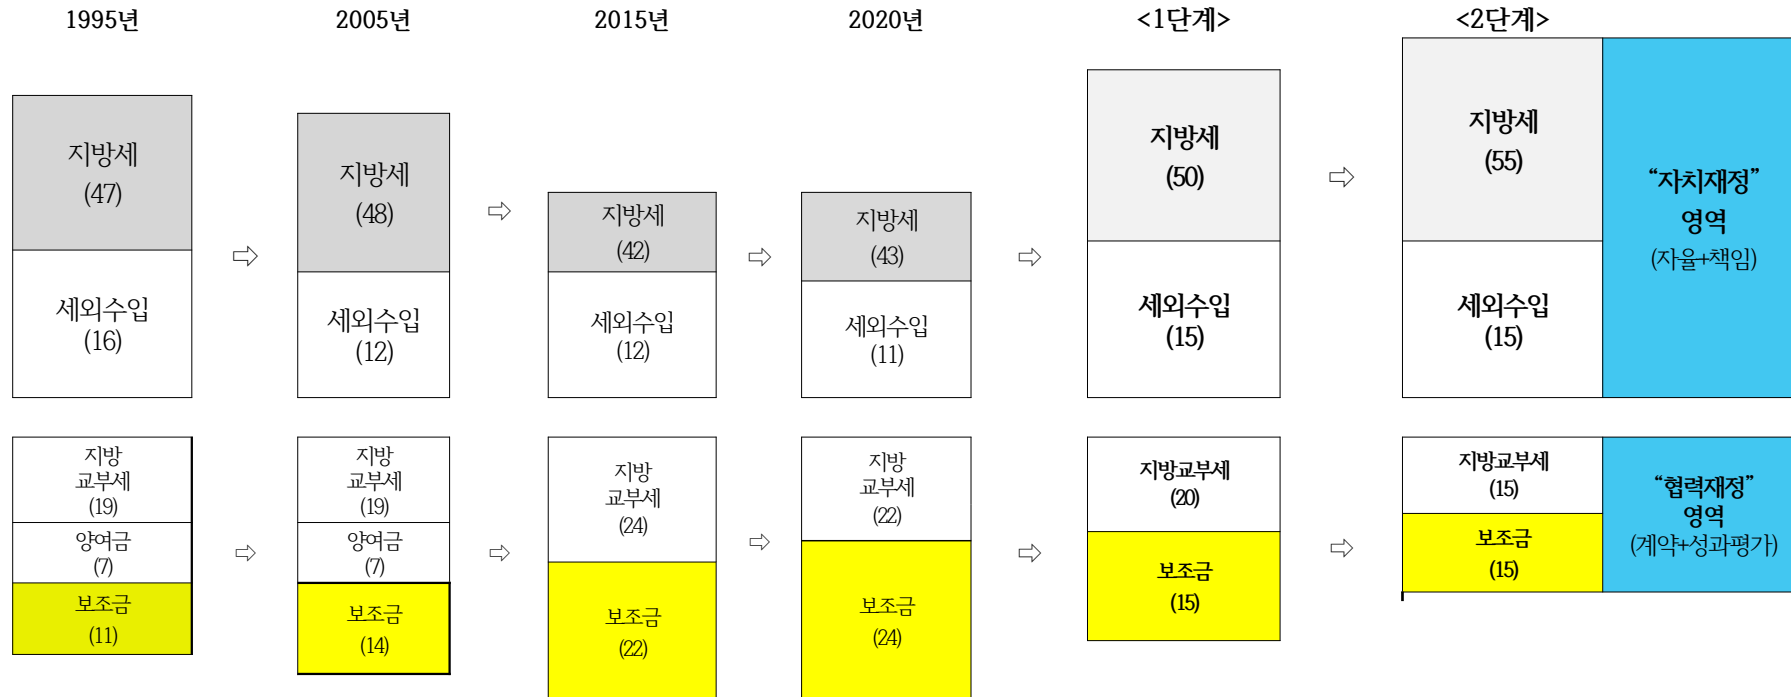 1995년
2005년
2015년
2020년
<1단계>
<2단계>
지방세
(47)
세외수입
(16)
⇨
지방세
(48)
세외수입
(12)
⇨
지방세
(42)
세외수입
(12)
⇨
지방세
(43)
세외수입
(11)
⇨
지방세
(50)
세외수입
(15)
⇨
지방세
(55)
세외수입
(15)
“자치재정”
영역
(자율+책임)
지방
교부세
(19)
양여금
(7)
보조금
(11)
⇨
지방
교부세
(19)
양여금
(7)
보조금
(14)
⇨
지방
교부세
(24)
보조금
(22)
⇨
지방
교부세
(22)
보조금
(24)
⇨
지방교부세
(20)
보조금
(15)
⇨
지방교부세
(15)
보조금
(15)
“협력재정”
영역
(계약+성과평가)